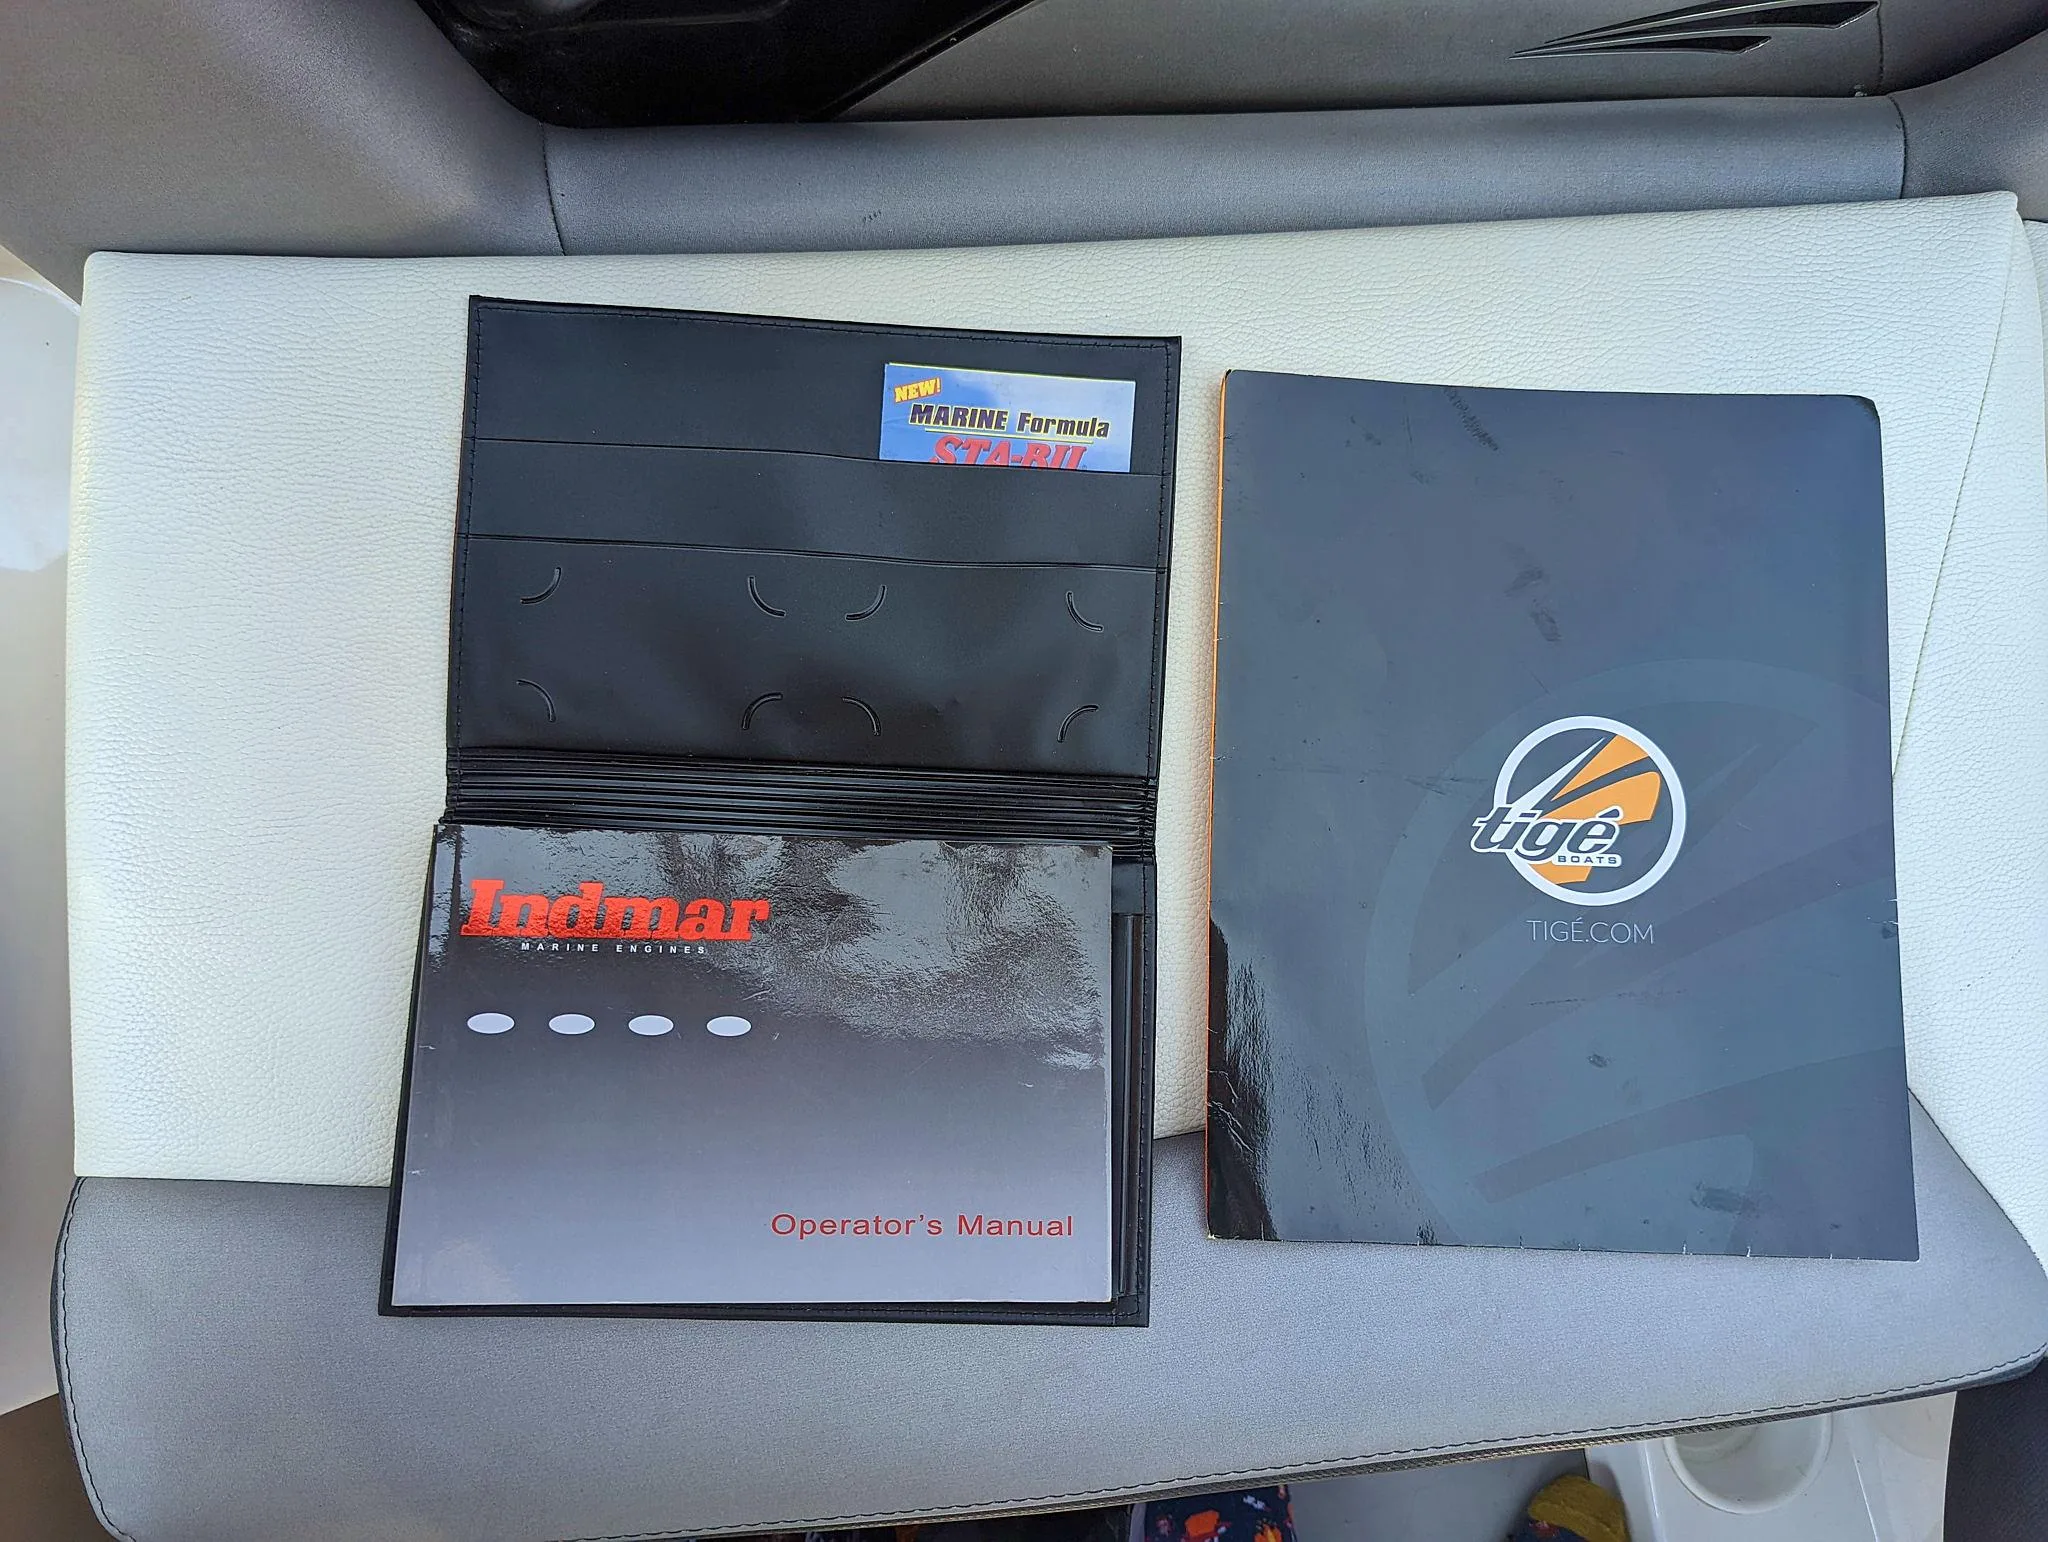 NEW!
MARINE Formula
STA-BIL
Indmar
MARINE ENGINES
Operator's Manual
tigé
BOATS
TIGÉ.COM